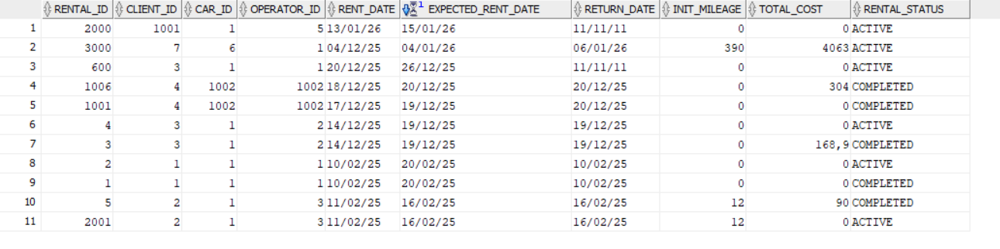 RENTAL_ID CLIENT_ID CAR_ID OPERATOR_ID RENT_DATE 1 EXPECTED_RENT_DATE RETURN_DATE INIT_MILEAGE TOTAL_COST RENTAL_STATUS
1 2000 1001 1 5 13/01/26 15/01/26 11/11/11 0 0 ACTIVE
2 3000 7 6 1 04/12/25 04/01/26 06/01/26 390 4063 ACTIVE
3 600 3 1 1 20/12/25 26/12/25 11/11/11 0 0 ACTIVE
4 1006 4 1002 1002 18/12/25 20/12/25 20/12/25 0 304 COMPLETED
5 1001 4 1002 1002 17/12/25 19/12/25 20/12/25 0 0 COMPLETED
6 4 3 1 2 14/12/25 19/12/25 19/12/25 0 0 ACTIVE
7 3 3 1 2 14/12/25 19/12/25 19/12/25 0 168,9 COMPLETED
8 2 1 1 1 10/02/25 20/02/25 10/02/25 0 0 ACTIVE
9 1 1 1 1 10/02/25 20/02/25 10/02/25 0 0 COMPLETED
10 5 2 1 3 11/02/25 16/02/25 16/02/25 12 90 COMPLETED
11 2001 2 1 3 11/02/25 16/02/25 16/02/25 12 0 ACTIVE